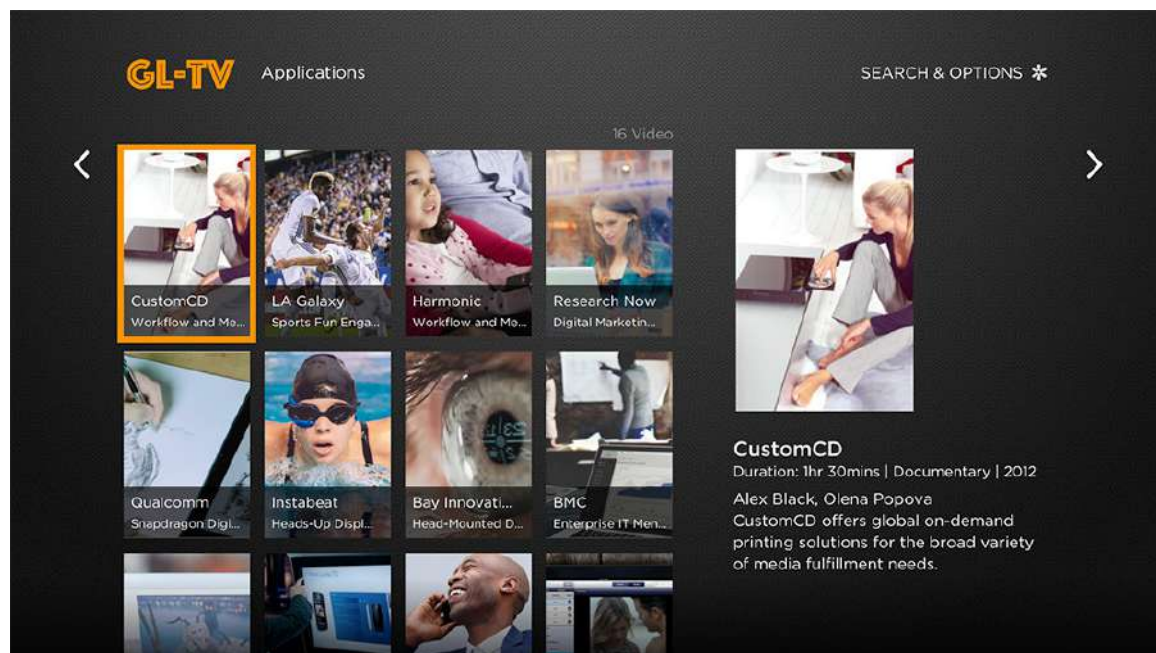 GL-TV Applications SEARCH & OPTIONS *
16 Video
CustomCD
Workflow and Me...
LA Galaxy
Sports Fun Enga...
Harmonic
Workflow and Me...
Research Now
Digital Marketin...
Qualcomm
Snapdragon Digi...
Instabeat
Heads-Up Displ...
Bay Innovati...
Head-Mounted D...
BMC
Enterprise IT Men...
CustomCD
Duration: 1hr 30mins | Documentary | 2012
Alex Black, Olena Popova
CustomCD offers global on-demand
printing solutions for the broad variety
of media fulfillment needs.